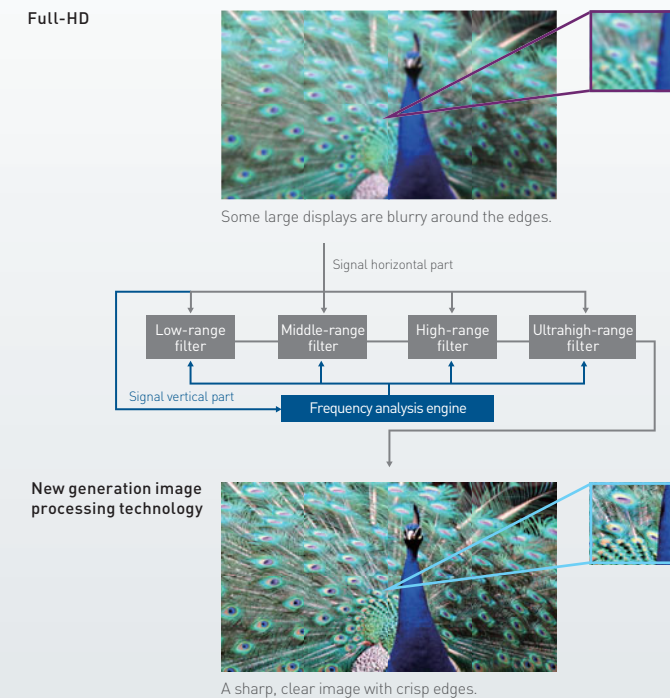 Full-HD
Some large displays are blurry around the edges.
Signal horizontal part
Low-range
filter
Middle-range
filter
High-range
filter
Ultrahigh-range
filter
Signal vertical part
Frequency analysis engine
New generation image
processing technology
A sharp, clear image with crisp edges.